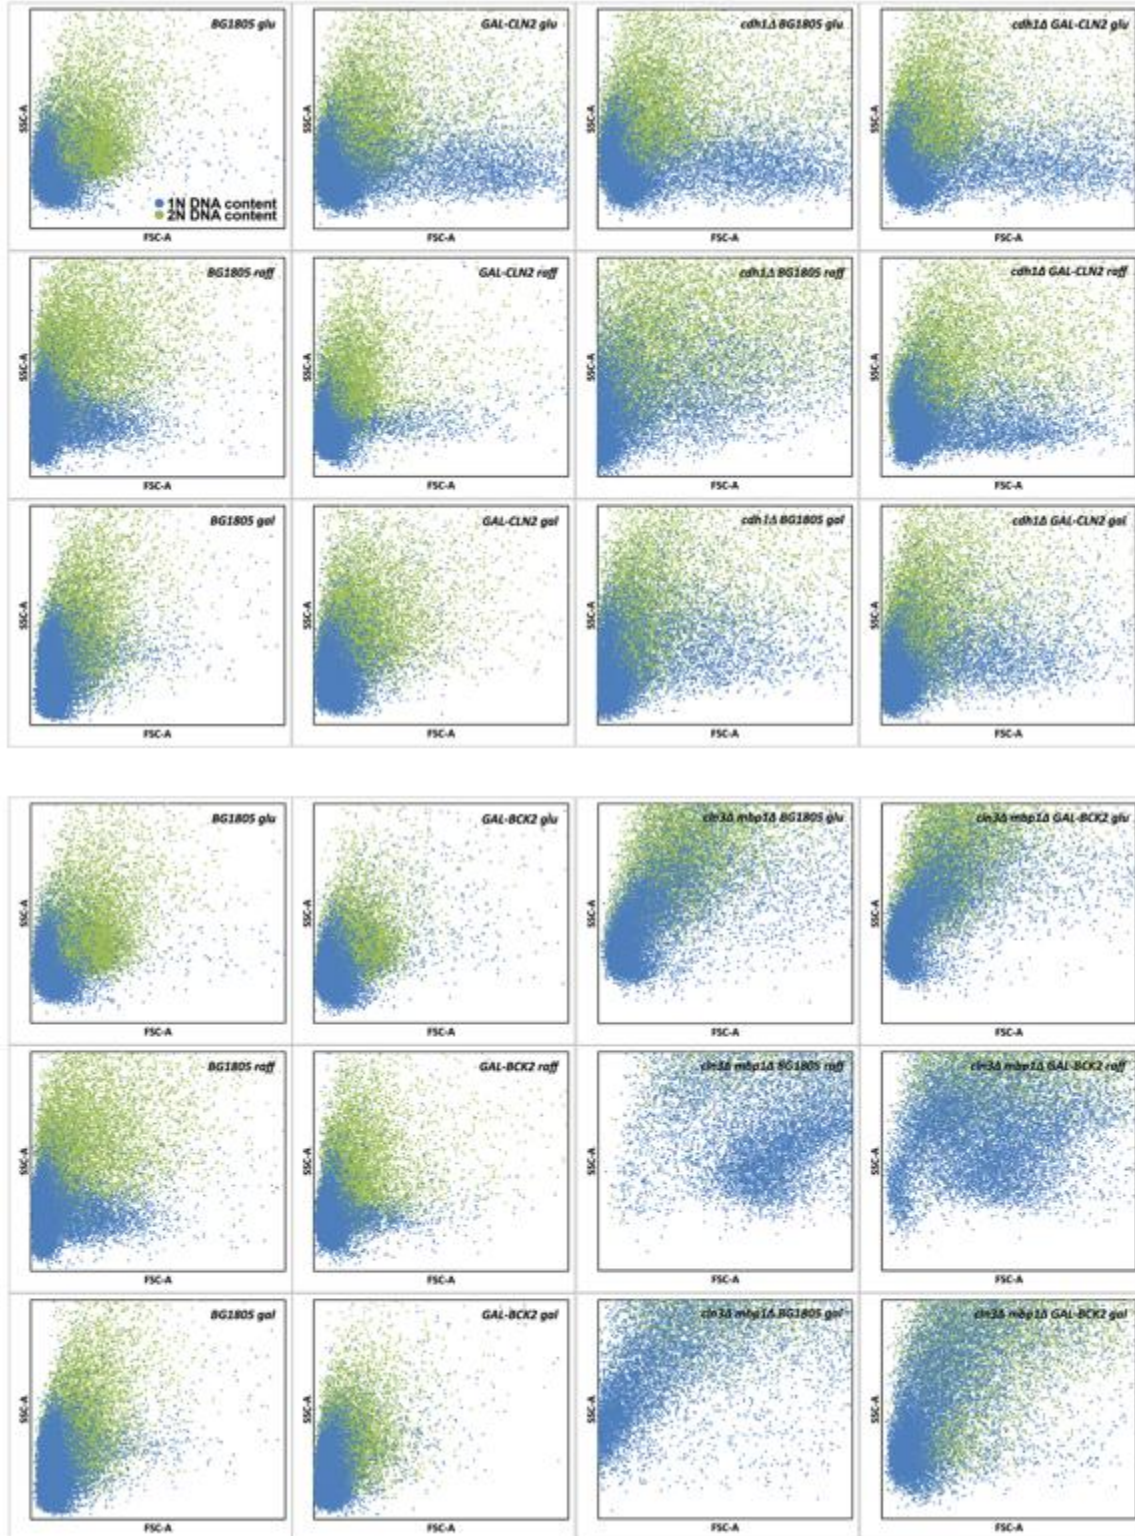 BG1805 glu
SSC-A
1N DNA content
2N DNA content
FSC-A
GAL-CLN2 glu
SSC-A
FSC-A
cdh1Δ BG1805 glu
SSC-A
FSC-A
cdh1Δ GAL-CLN2 glu
SSC-A
FSC-A
BG1805 raff
SSC-A
FSC-A
GAL-CLN2 raff
SSC-A
FSC-A
cdh1Δ BG1805 raff
SSC-A
FSC-A
cdh1Δ GAL-CLN2 raff
SSC-A
FSC-A
BG1805 gal
SSC-A
FSC-A
GAL-CLN2 gal
SSC-A
FSC-A
cdh1Δ BG1805 gal
SSC-A
FSC-A
cdh1Δ GAL-CLN2 gal
SSC-A
FSC-A
BG1805 glu
SSC-A
FSC-A
GAL-BCK2 glu
SSC-A
FSC-A
cln3Δ mbp1Δ BG1805 glu
SSC-A
FSC-A
cln3Δ mbp1Δ GAL-BCK2 glu
SSC-A
FSC-A
BG1805 raff
SSC-A
FSC-A
GAL-BCK2 raff
SSC-A
FSC-A
cln3Δ mbp1Δ BG1805 raff
SSC-A
FSC-A
cln3Δ mbp1Δ GAL-BCK2 raff
SSC-A
FSC-A
BG1805 gal
SSC-A
FSC-A
GAL-BCK2 gal
SSC-A
FSC-A
cln3Δ mbp1Δ BG1805 gal
SSC-A
FSC-A
cln3Δ mbp1Δ GAL-BCK2 gal
SSC-A
FSC-A